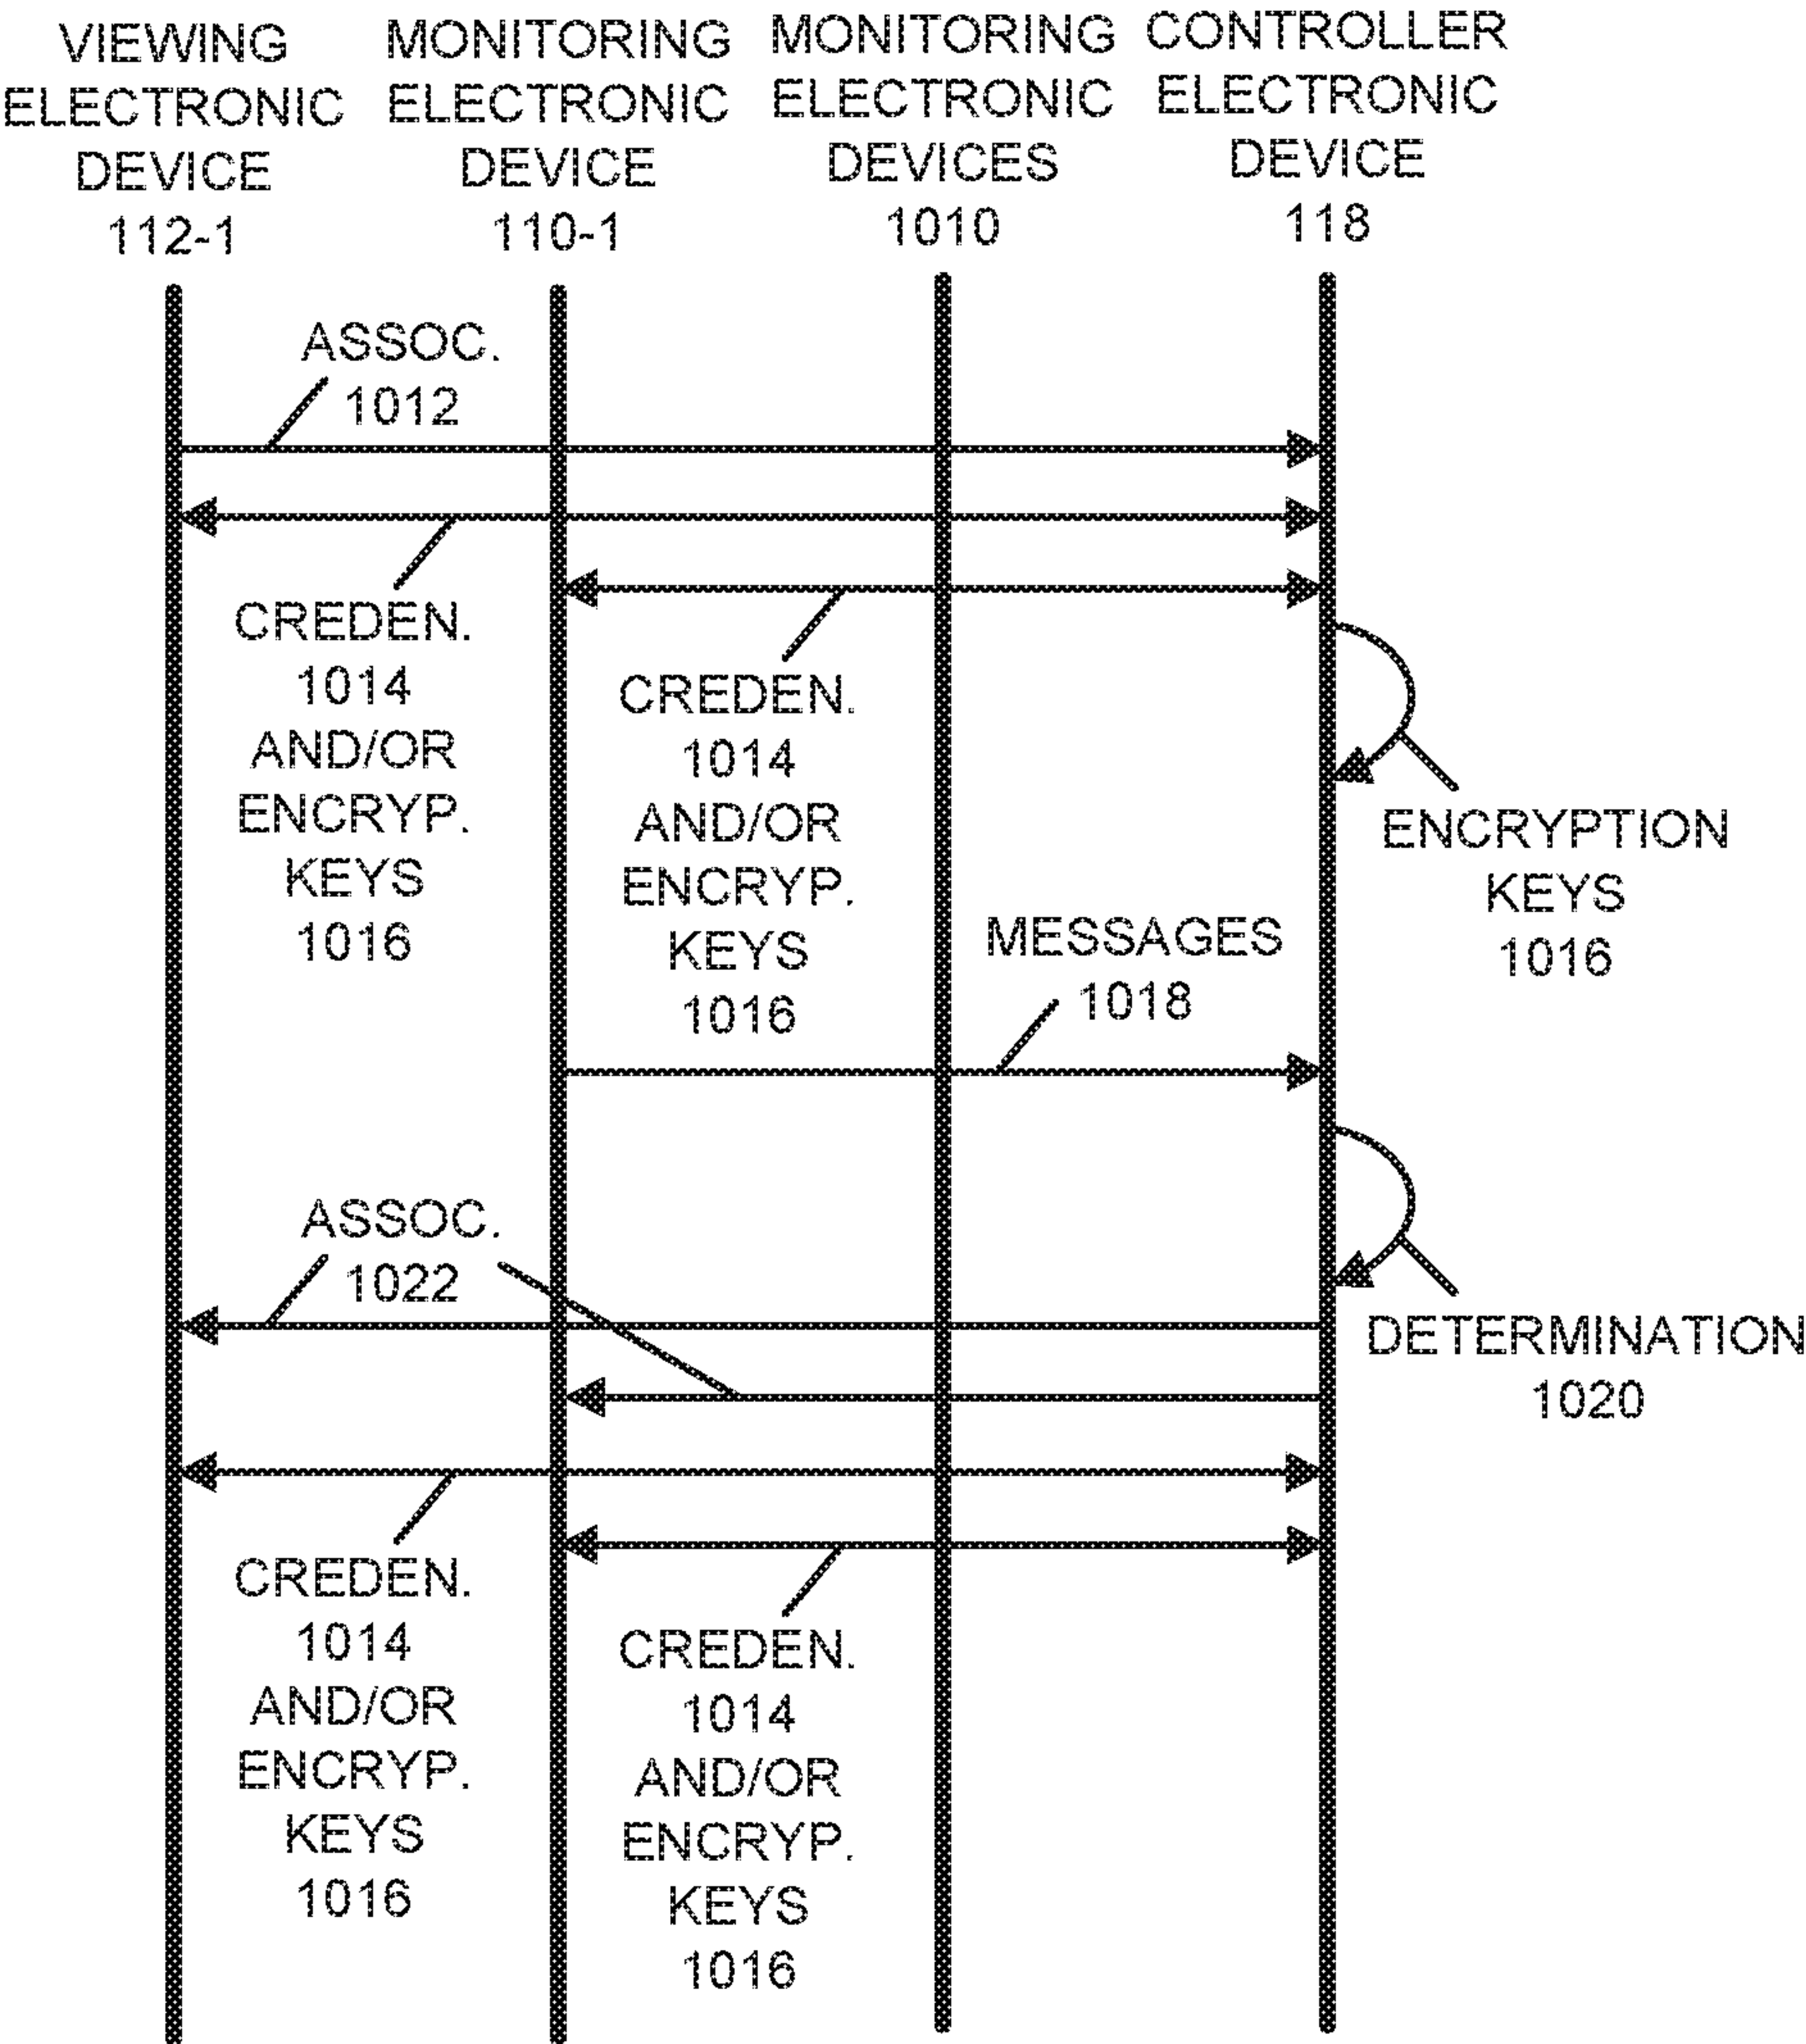 VIEWING
ELECTRONIC
DEVICE
112-1
MONITORING
ELECTRONIC
DEVICE
110-1
MONITORING
ELECTRONIC
DEVICES
1010
CONTROLLER
ELECTRONIC
DEVICE
118
ASSOC.
1012
CREDEN.
1014
AND/OR
ENCRYP.
KEYS
1016
CREDEN.
1014
AND/OR
ENCRYP.
KEYS
1016
ENCRYPTION
KEYS
1016
MESSAGES
1018
ASSOC.
1022
DETERMINATION
1020
CREDEN.
1014
AND/OR
ENCRYP.
KEYS
1016
CREDEN.
1014
AND/OR
ENCRYP.
KEYS
1016